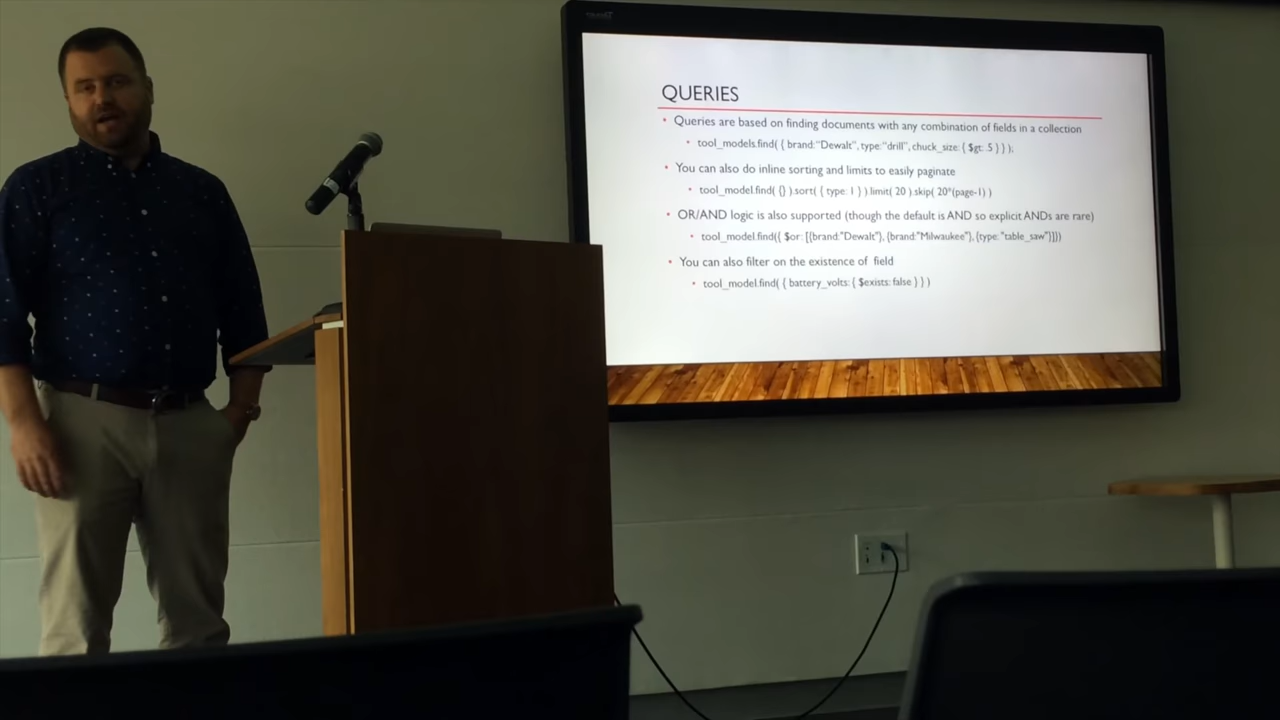 QUERIES
• Queries are based on finding documents with any combination of fields in a collection
• tool_models.find( { brand:"Dewalt", type:"drill", chuck_size: { $gt: .5 } } );
• You can also do inline sorting and limits to easily paginate
• tool_model.find( {} ).sort( { type: 1 } ).limit( 20 ).skip( 20*(page-1) )
• OR/AND logic is also supported (though the default is AND so explicit ANDs are rare)
• tool_model.find({ $or: [{brand:"Dewalt"}, {brand:"Milwaukee"}, {type: "table_saw"}]})
• You can also filter on the existence of field
• tool_model.find( { battery_volts: { $exists: false } } )